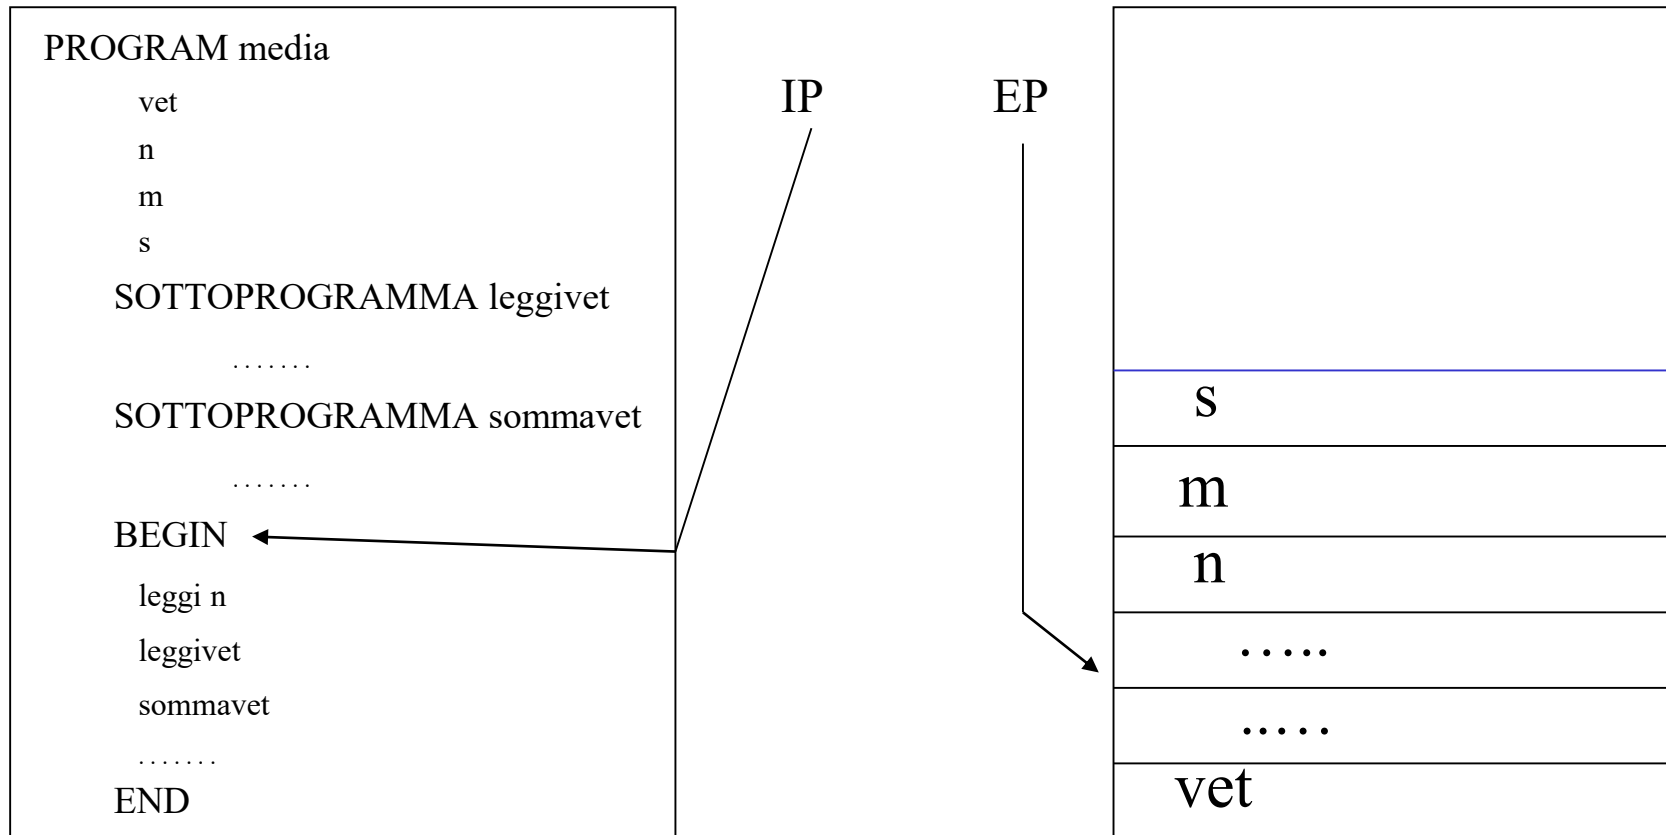 PROGRAM media
vet
n
m
s
SOTTOPROGRAMMA leggivet
.......
SOTTOPROGRAMMA sommavet
.......
BEGIN
leggi n
leggivet
sommavet
.......
END
IP
EP
s
m
n
.....
.....
vet